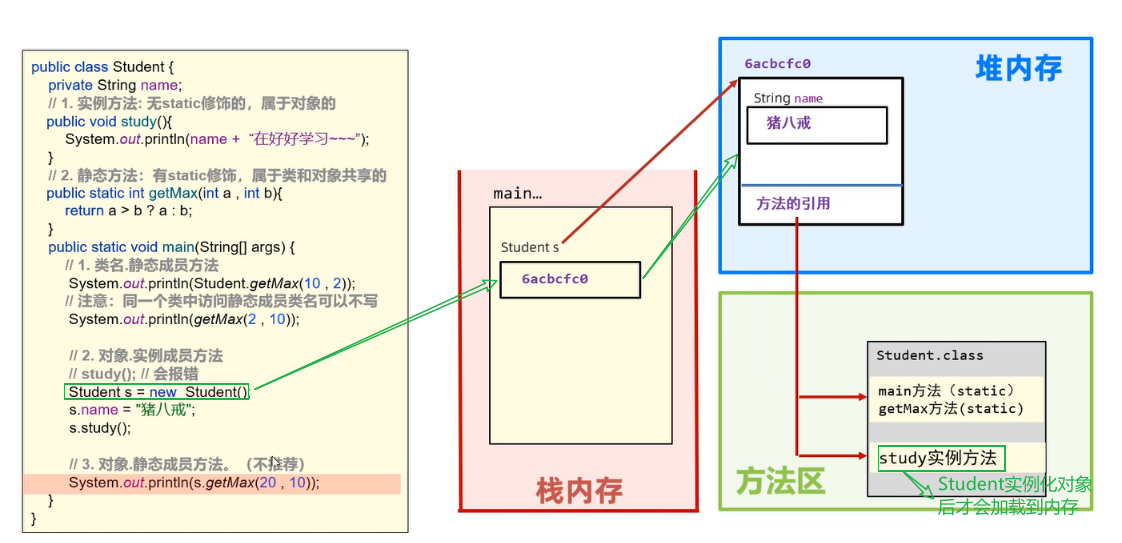 public class Student {
private String name;
// 1. 实例方法: 无static修饰的，属于对象的
public void study(){
System.out.println(name + “在好好学习~~~”);
}
// 2. 静态方法：有static修饰，属于类和对象共享的
public static int getMax(int a , int b){
return a > b ? a : b;
}
public static void main(String[] args) {
// 1. 类名.静态成员方法
System.out.println(Student.getMax(10 , 2));
// 注意：同一个类中访问静态成员类名可以不写
System.out.println(getMax(2 , 10));
// 2. 对象.实例成员方法
// study(); // 会报错
Student s = new Student();
s.name = "猪八戒";
s.study();
// 3. 对象.静态成员方法。（不推荐）
System.out.println(s.getMax(20 , 10));
}
}
main…
Student s
6acbcfc0
栈内存
6acbcfc0
堆内存
String name
猪八戒
方法的引用
Student.class
main方法（static）
getMax方法(static)
study实例方法
方法区
Student实例化对象
后才会加载到内存